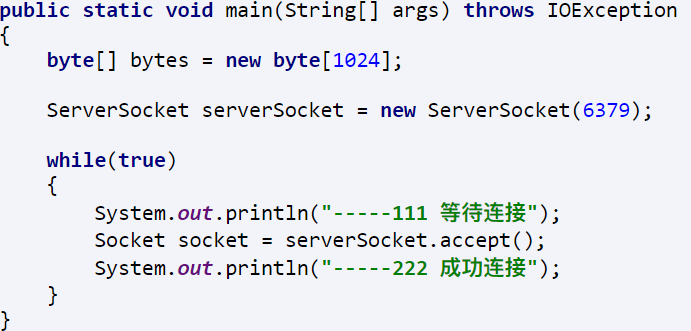 public static void main(String[] args) throws IOException
{
    byte[] bytes = new byte[1024];
    ServerSocket serverSocket = new ServerSocket(6379);
    while(true)
    {
        System.out.println("-----111 等待连接");
        Socket socket = serverSocket.accept();
        System.out.println("-----222 成功连接");
    }
}